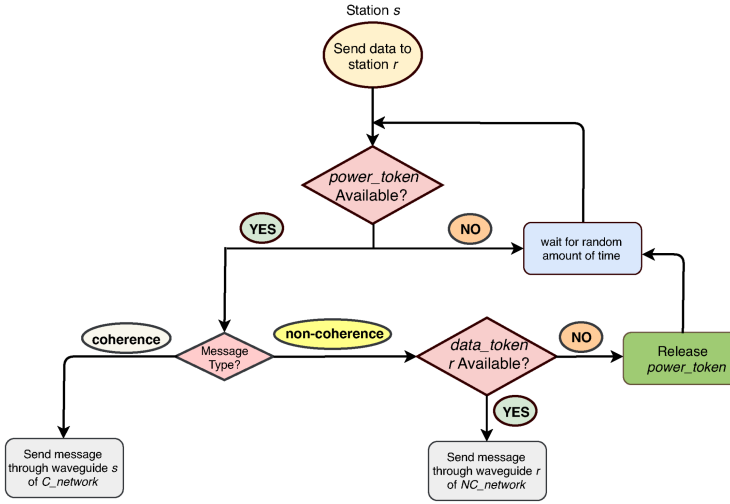 Station s
Send data to
station r
power_token
Available?
YES
NO
wait for random
amount of time
coherence
Message
Type?
non-coherence
data_token
r Available?
NO
Release
power_token
YES
Send message
through waveguide s
of C_network
Send message
through waveguide r
of NC_network